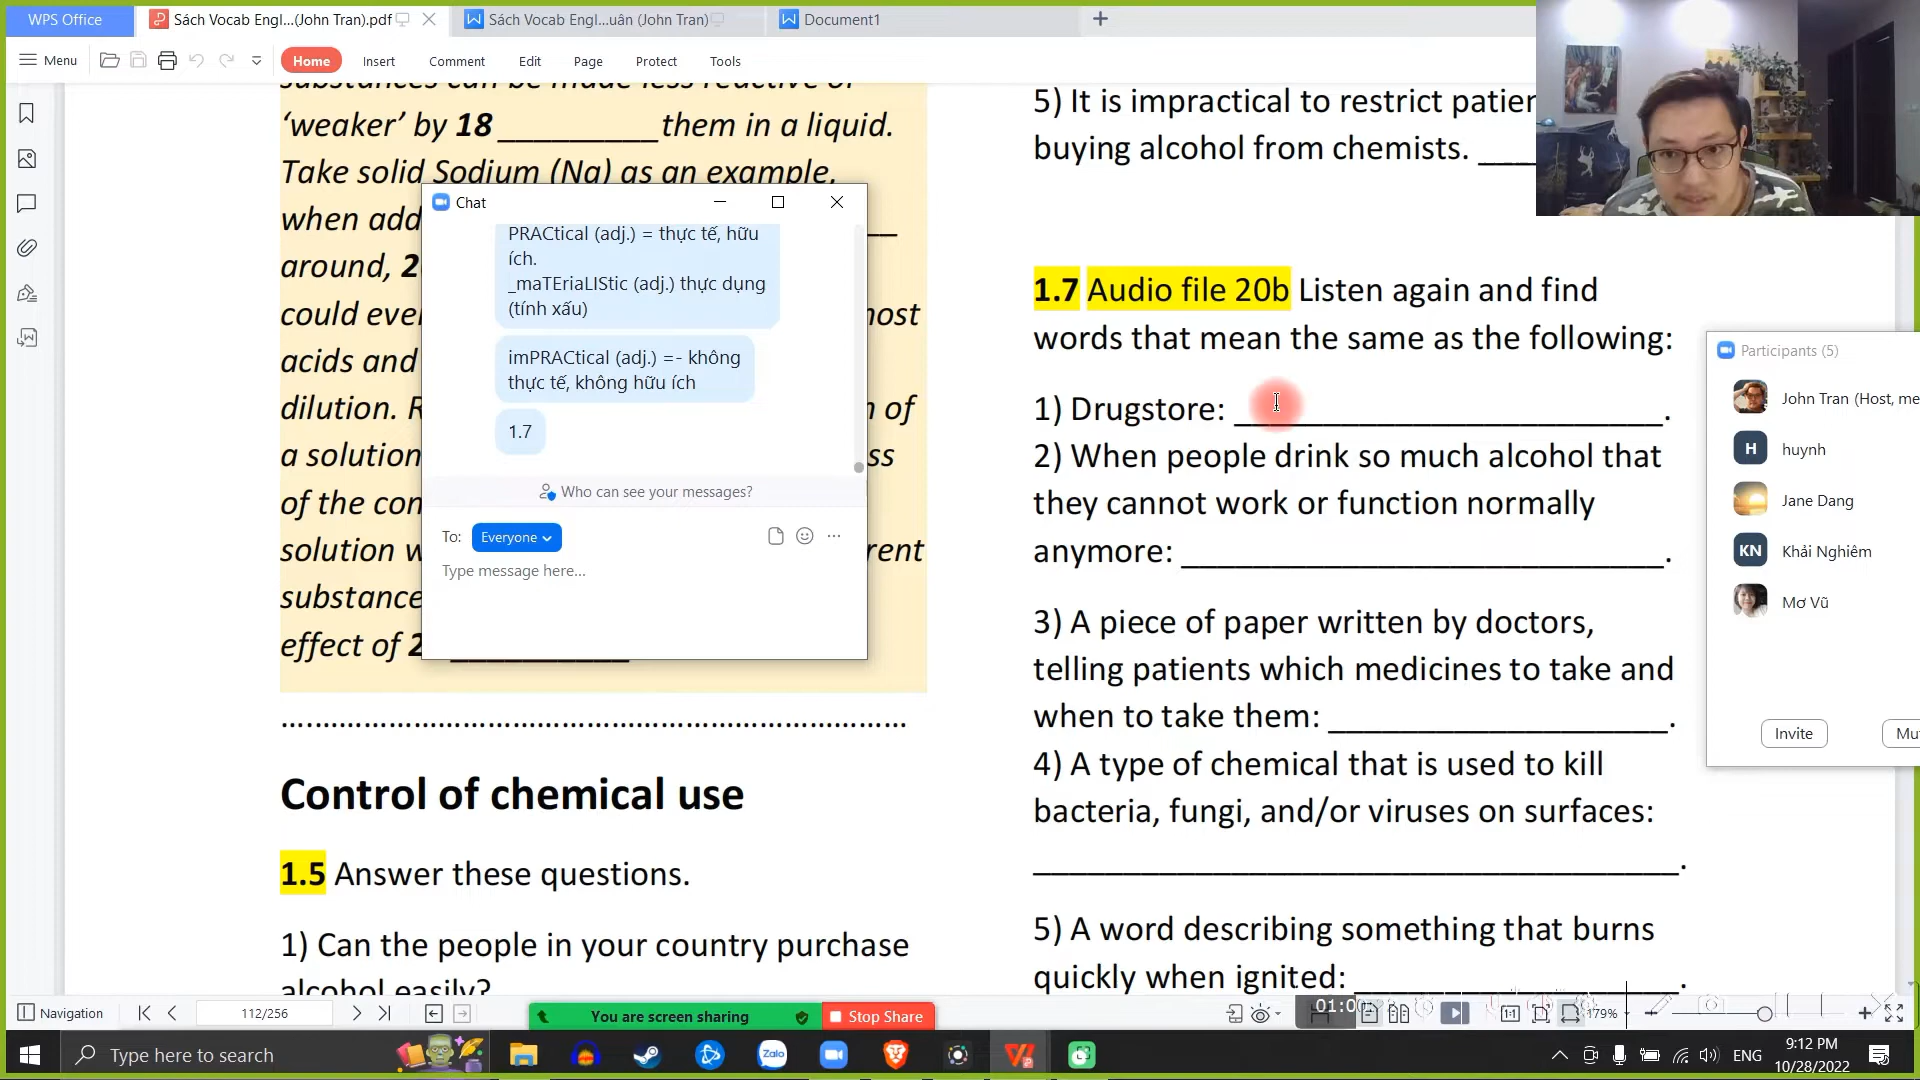 WPS Office
Sách Vocab Engl...(John Tran).pdf
Sách Vocab Engl...uân (John Tran)
Document1
Menu
Home
Insert
Comment
Edit
Page
Protect
Tools
‘weaker’ by 18__________them in a liquid.
Take solid Sodium (Na) as an example,
when add
around, 2
could eve
most
acids and
dilution. R
of
a solution
ss
of the con
solution w
rent
substance
effect of 2
Control of chemical use
1.5 Answer these questions.
1) Can the people in your country purchase
alcohol easily?
Chat
PRACtical (adj.) = thực tế, hữu
ích.
_maTEriaLIStic (adj.) thực dụng
(tính xấu)
imPRACtical (adj.) =- không
thực tế, không hữu ích
1.7
Who can see your messages?
To:
Everyone
Type message here...
5) It is impractical to restrict patien
buying alcohol from chemists. ____
1.7 Audio file 20b Listen again and find
words that mean the same as the following:
1) Drugstore: __________________________.
2) When people drink so much alcohol that
they cannot work or function normally
anymore: _____________________________.
3) A piece of paper written by doctors,
telling patients which medicines to take and
when to take them: ____________________.
4) A type of chemical that is used to kill
bacteria, fungi, and/or viruses on surfaces:
_______________________________________.
5) A word describing something that burns
quickly when ignited: ____________________.
Participants (5)
John Tran (Host, me
H
huynh
Jane Dang
KN
Khải Nghiêm
Mơ Vũ
Invite
Mu
Navigation
112/256
You are screen sharing
Stop Share
01:0
179%
Type here to search
Zalo
ENG
9:12 PM
10/28/2022